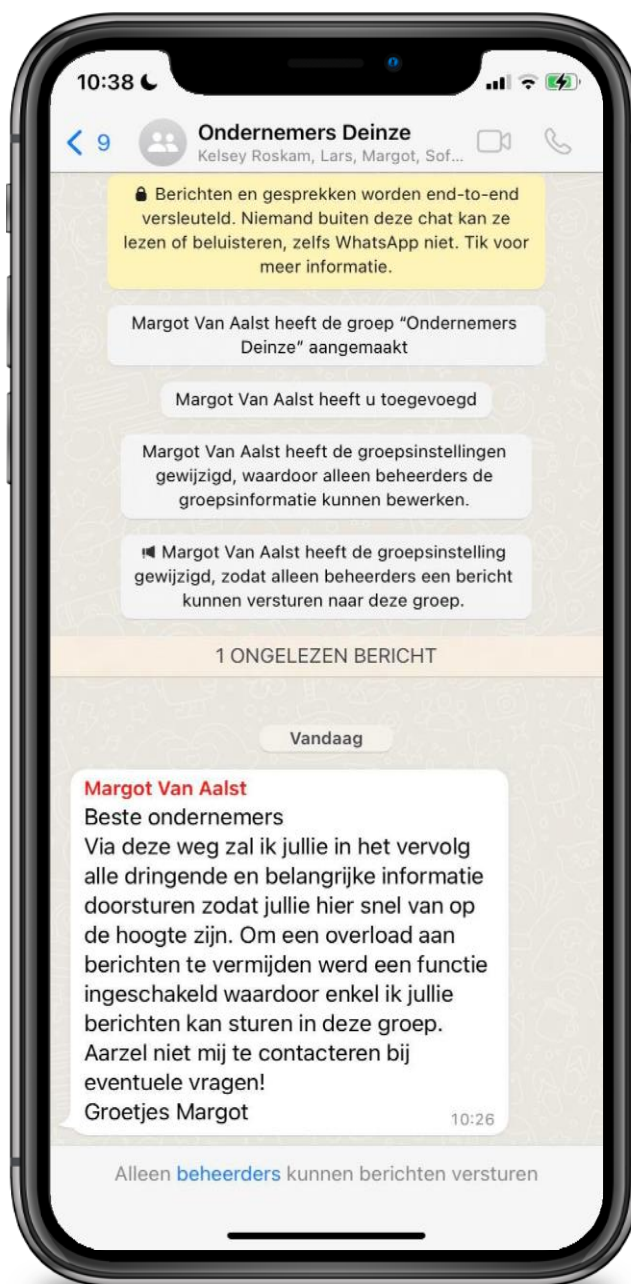 10:38
9
Ondernemers Deinze
Kelsey Roskam, Lars, Margot, Sof...
Berichten en gesprekken worden end-to-end
versleuteld. Niemand buiten deze chat kan ze
lezen of beluisteren, zelfs WhatsApp niet. Tik voor
meer informatie.
Margot Van Aalst heeft de groep “Ondernemers
Deinze” aangemaakt
Margot Van Aalst heeft u toegevoegd
Margot Van Aalst heeft de groepsinstellingen
gewijzigd, waardoor alleen beheerders de
groepsinformatie kunnen bewerken.
Margot Van Aalst heeft de groepsinstelling
gewijzigd, zodat alleen beheerders een bericht
kunnen versturen naar deze groep.
1 ONGELEZEN BERICHT
Vandaag
Margot Van Aalst
Beste ondernemers
Via deze weg zal ik jullie in het vervolg
alle dringende en belangrijke informatie
doorsturen zodat jullie hier snel van op
de hoogte zijn. Om een overload aan
berichten te vermijden werd een functie
ingeschakeld waardoor enkel ik jullie
berichten kan sturen in deze groep.
Aarzel niet mij te contacteren bij
eventuele vragen!
Groetjes Margot
10:26
Alleen beheerders kunnen berichten versturen